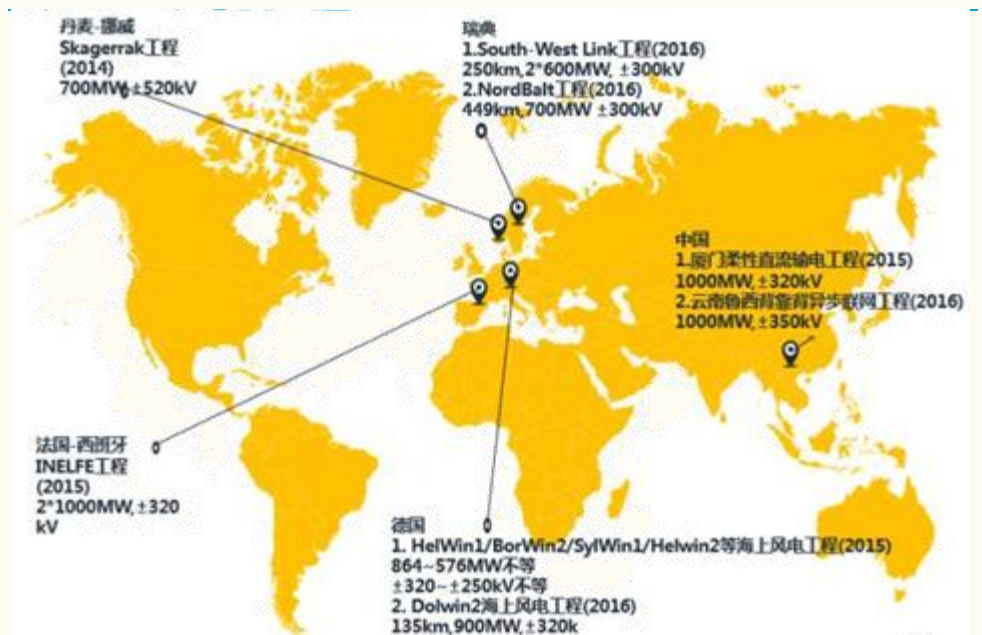 丹麦-挪威
Skagerrak工程
(2014)
700MW,±520kV
瑞典
1.South-West Link工程(2016)
250km,2*600MW, ±300kV
2.NordBalt工程(2016)
449km,700MW ±300kV
中国
1.厦门柔性直流输电工程(2015)
1000MW,±320kV
2.云南鲁西背靠背异步联网工程(2016)
1000MW,±350kV
法国-西班牙
INELFE工程
(2015)
2*1000MW,±320
kV
德国
1. HelWin1/BorWin2/SylWin1/Helwin2等海上风电工程(2015)
864~576MW不等
±320~±250kV不等
2. Dolwin2海上风电工程(2016)
135km,900MW,±320k